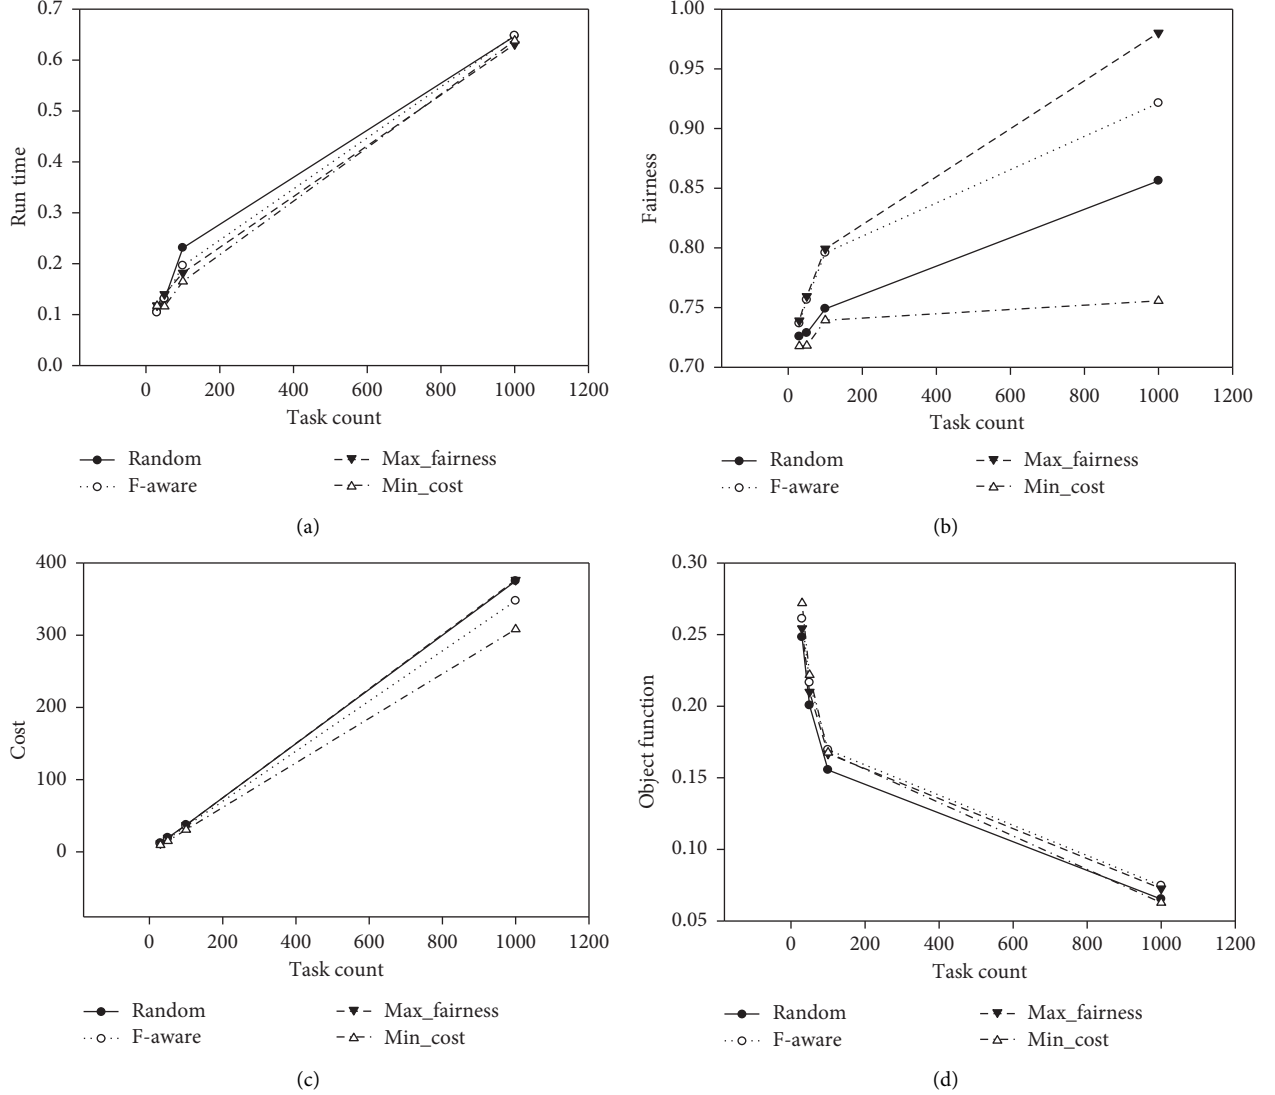 0.7
0.6
0.5
0.4
0.3
0.2
0.1
0.0
Run time
0 200 400 600 800 1000 1200
Task count
Random Max_fairness
F-aware Min_cost
(a)
1.00
0.95
0.90
0.85
0.80
0.75
0.70
Fairness
0 200 400 600 800 1000 1200
Task count
Random Max_fairness
F-aware Min_cost
(b)
400
300
200
100
0
Cost
0 200 400 600 800 1000 1200
Task count
Random Max_fairness
F-aware Min_cost
(c)
0.30
0.25
0.20
0.15
0.10
0.05
Object function
0 200 400 600 800 1000 1200
Task count
Random Max_fairness
F-aware Min_cost
(d)